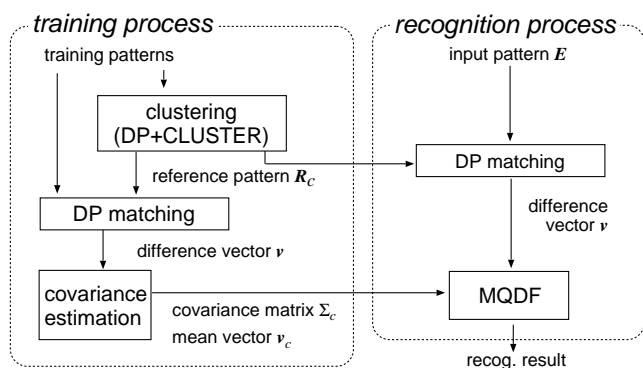 training process
training patterns
clustering
(DP+CLUSTER)
reference pattern R_c
DP matching
difference vector v
covariance
estimation
covariance matrix Σ_c
mean vector v_c
recognition process
input pattern E
DP matching
difference
vector v
MQDF
recog. result